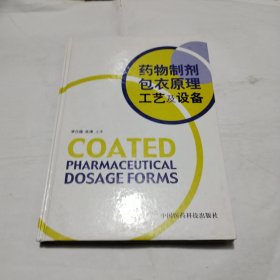 药物制剂
包衣原理
工艺及设备
COATED
PHARMACEUTICAL
DOSAGE FORMS
中国医药科技出版社